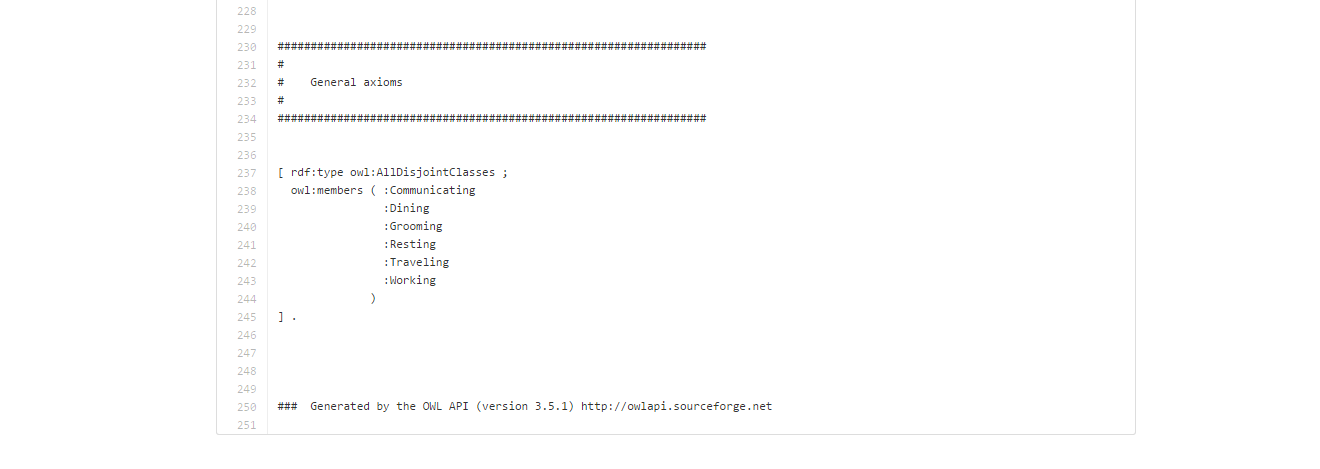 228
229
230 #################################################################
231 #
232 #    General axioms
233 #
234 #################################################################
235
236
237 [ rdf:type owl:AllDisjointClasses ;
238   owl:members ( :Communicating
239                 :Dining
240                 :Grooming
241                 :Resting
242                 :Traveling
243                 :Working
244               )
245 ] .
246
247
248
249
250 ###  Generated by the OWL API (version 3.5.1) http://owlapi.sourceforge.net
251